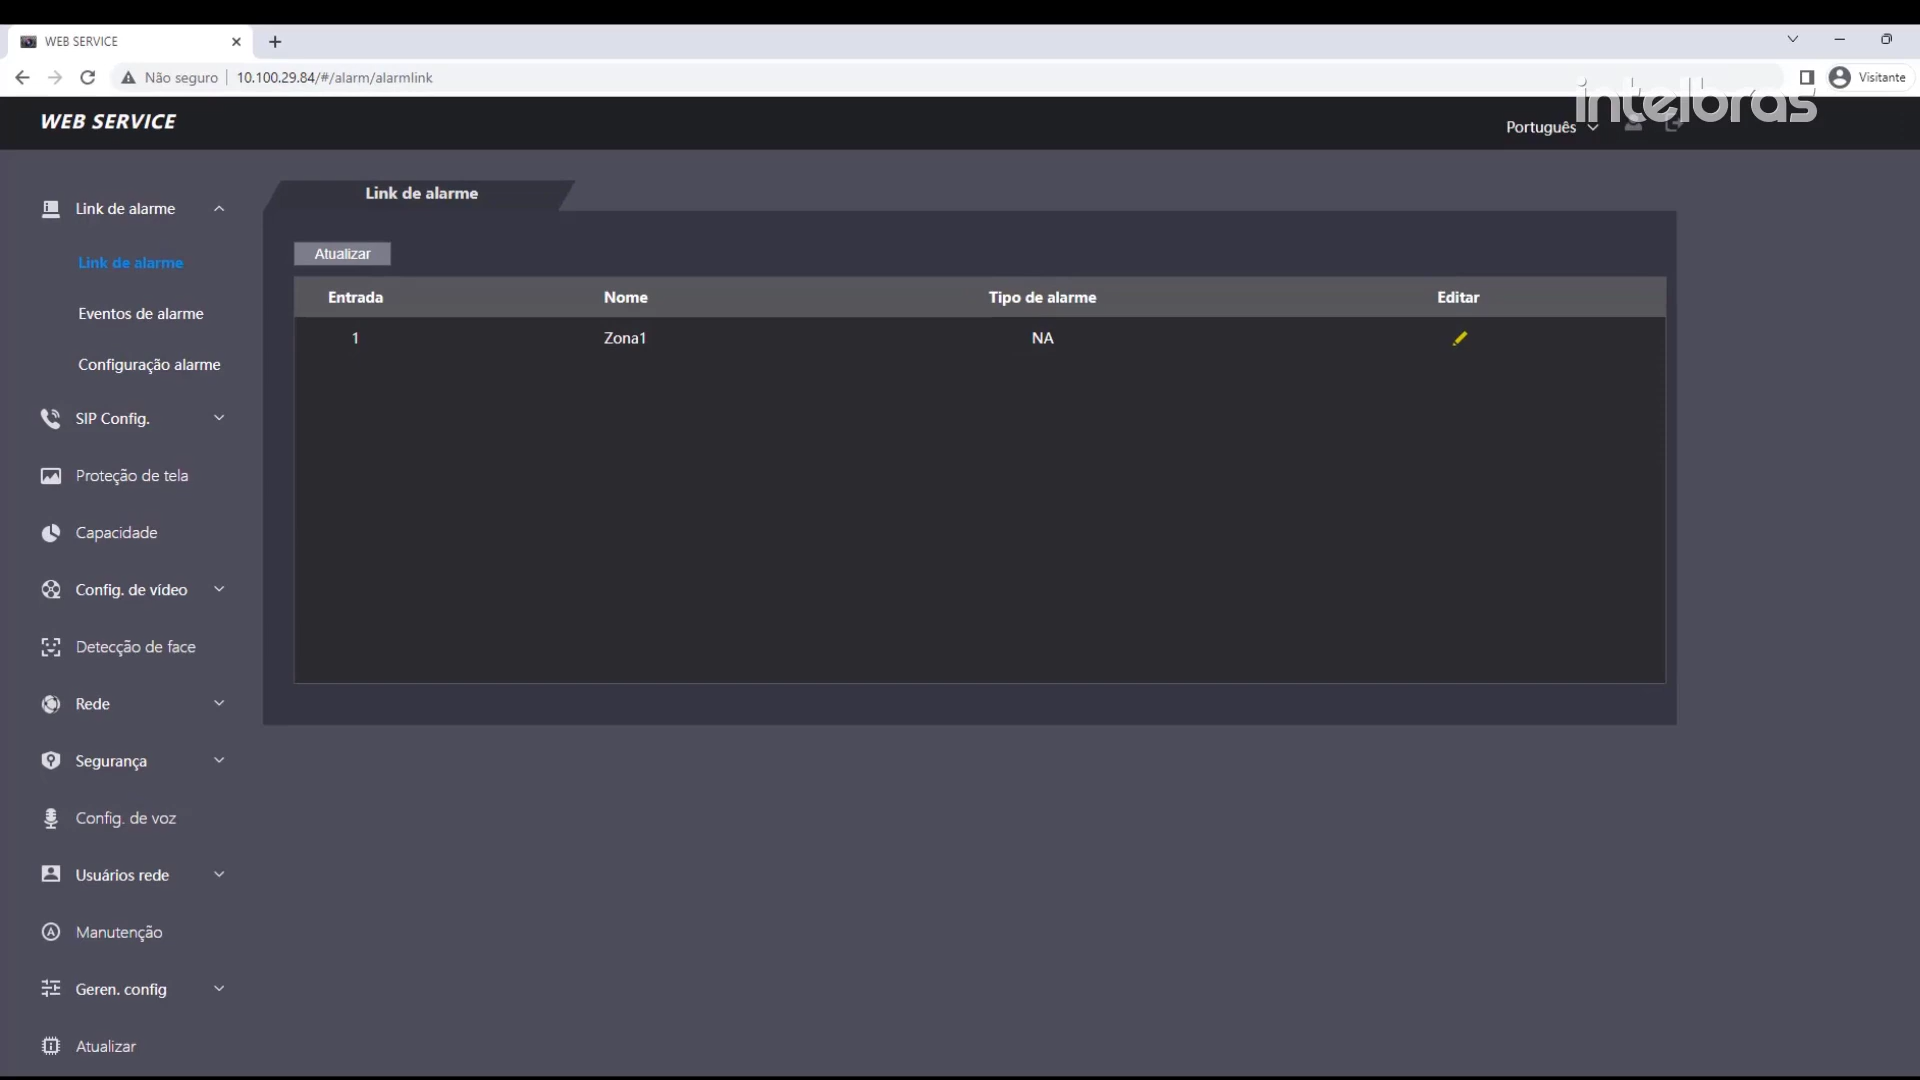 WEB SERVICE
Não seguro
10.100.29.84/#/alarm/alarmlink
Visitante
WEB SERVICE
Português
intelbras
Link de alarme
Link de alarme
Eventos de alarme
Configuração alarme
SIP Config.
Proteção de tela
Capacidade
Config. de vídeo
Detecção de face
Rede
Segurança
Config. de voz
Usuários rede
Manutenção
Geren. config
Atualizar
Link de alarme
Atualizar
Entrada Nome Tipo de alarme Editar
1 Zona1 NA